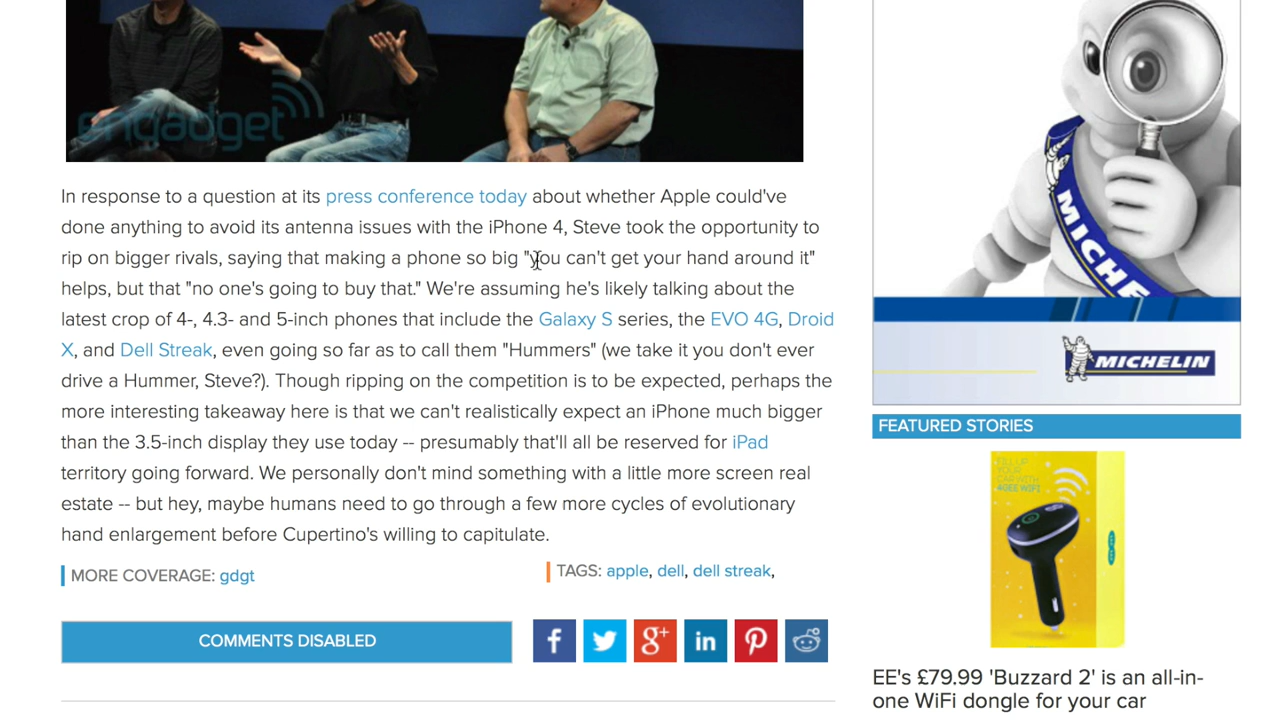 engadget
In response to a question at its press conference today about whether Apple could've
done anything to avoid its antenna issues with the iPhone 4, Steve took the opportunity to
rip on bigger rivals, saying that making a phone so big "you can't get your hand around it"
helps, but that "no one's going to buy that." We're assuming he's likely talking about the
latest crop of 4-, 4.3- and 5-inch phones that include the Galaxy S series, the EVO 4G, Droid
X, and Dell Streak, even going so far as to call them "Hummers" (we take it you don't ever
drive a Hummer, Steve?). Though ripping on the competition is to be expected, perhaps the
more interesting takeaway here is that we can't realistically expect an iPhone much bigger
than the 3.5-inch display they use today -- presumably that'll all be reserved for iPad
territory going forward. We personally don't mind something with a little more screen real
estate -- but hey, maybe humans need to go through a few more cycles of evolutionary
hand enlargement before Cupertino's willing to capitulate.
MORE COVERAGE: gdgt
TAGS: apple, dell, dell streak,
COMMENTS DISABLED
f
g+
in
MICHE
MICHELIN
FEATURED STORIES
FILL UP
YOUR
CAR WITH
4GEE WIFI
EE
EE's £79.99 'Buzzard 2' is an all-in-
one WiFi dongle for your car